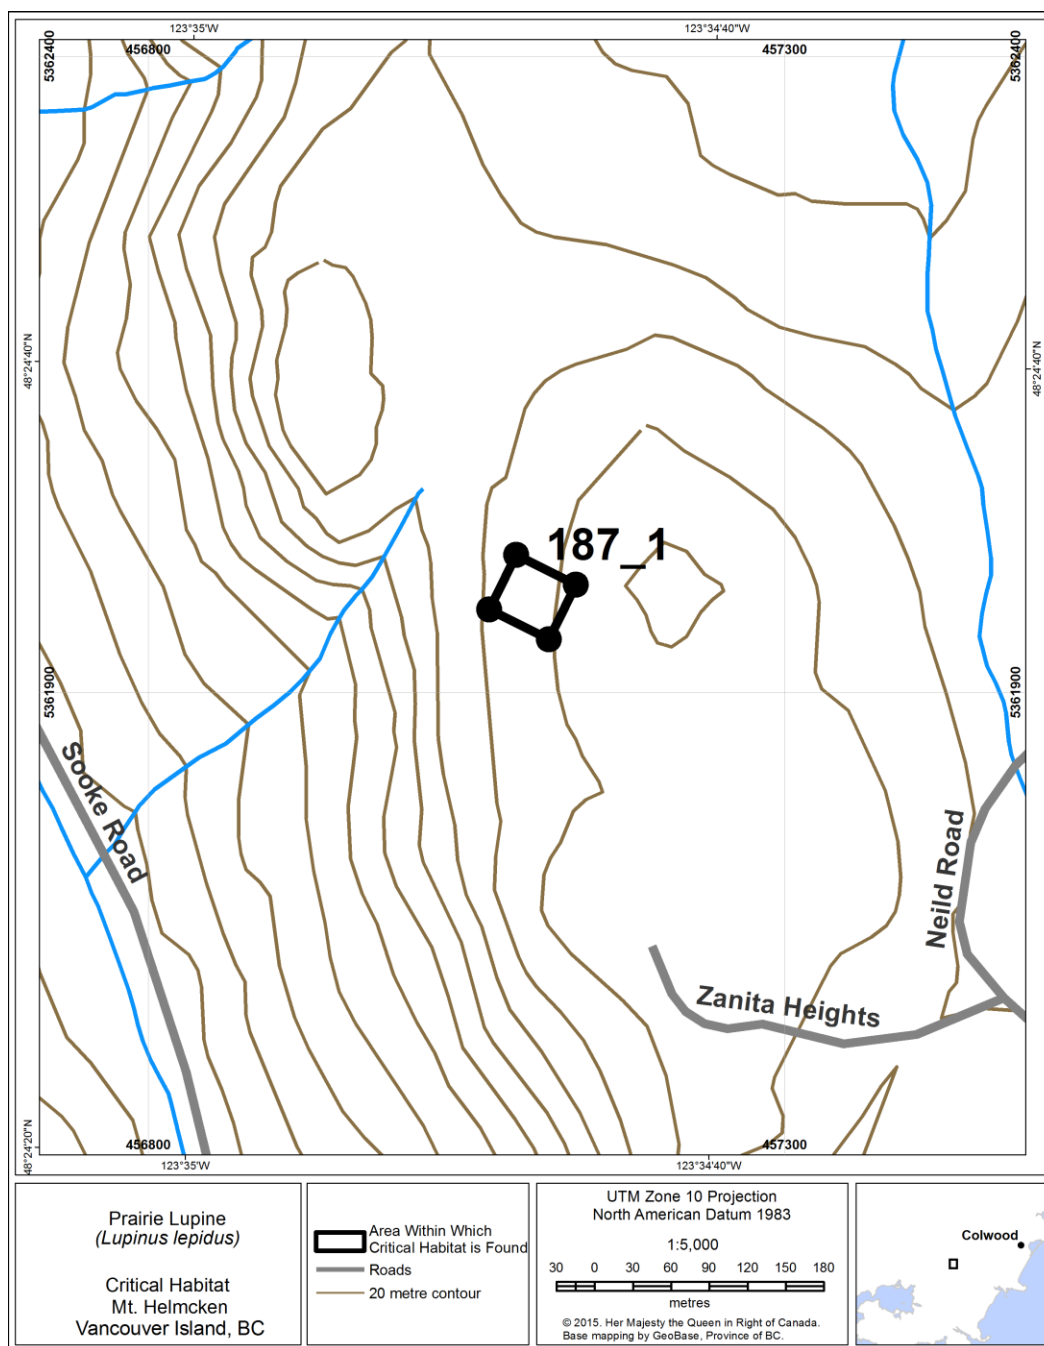 123°35'W
123°34'40"W
5362400
456800
457300
5362400
48°24'40"N
48°24'40"N
187_1
5361900
5361900
Sooke Road
Neild Road
Zanita Heights
48°24'20"N
48°24'20"N
456800
457300
123°35'W
123°34'40"W
Prairie Lupine
(Lupinus lepidus)
Critical Habitat
Mt. Helmcken
Vancouver Island, BC
Area Within Which
Critical Habitat is Found
Roads
20 metre contour
UTM Zone 10 Projection
North American Datum 1983
1:5,000
30 0 30 60 90 120 150 180
metres
© 2015. Her Majesty the Queen in Right of Canada.
Base mapping by GeoBase, Province of BC.
Colwood